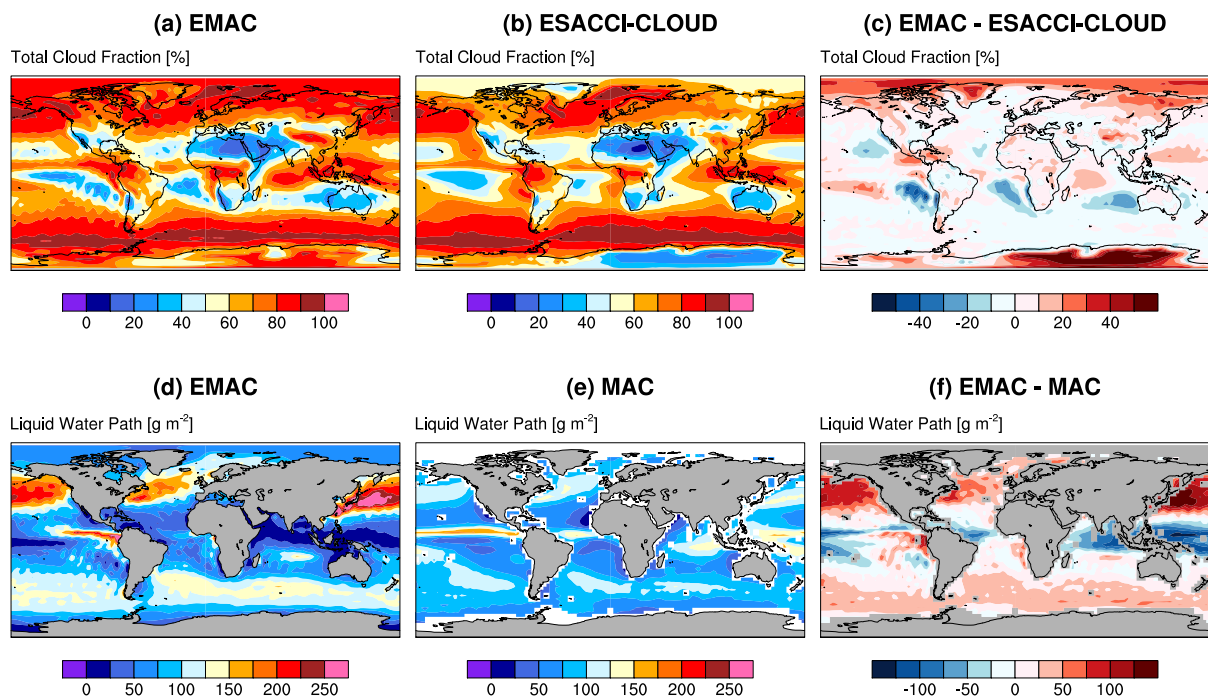 (a) EMAC
(b) ESACCI-CLOUD
(c) EMAC - ESACCI-CLOUD
Total Cloud Fraction [%]
Total Cloud Fraction [%]
Total Cloud Fraction [%]
0 20 40 60 80 100
0 20 40 60 80 100
-40 -20 0 20 40
(d) EMAC
(e) MAC
(f) EMAC - MAC
Liquid Water Path [g m⁻²]
Liquid Water Path [g m⁻²]
Liquid Water Path [g m⁻²]
0 50 100 150 200 250
0 50 100 150 200 250
-100 -50 0 50 100